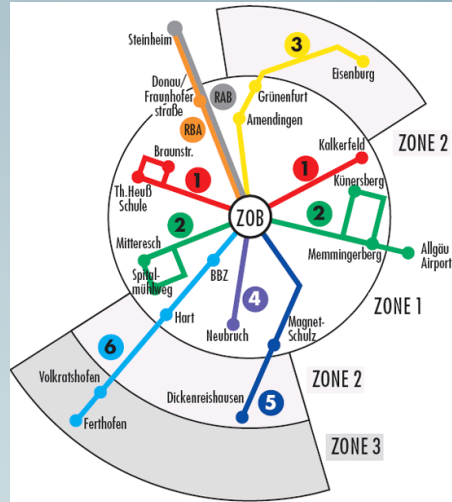 Steinheim
3
Eisenburg
Donau/
Fraunhofer
straße
RAB
Grünenfurt
RBA
Amendingen
ZONE 2
Braunstr.
Kalkerfeld
1
1
Künersberg
Th.Heuß
Schule
ZOB
2
2
Mitteresch
Memmingerberg
Allgäu
Airport
Spital-
mühlweg
BBZ
4
ZONE 1
Hart
Neubruch
Magnet-
Schulz
6
Volkratshofen
ZONE 2
Dickenreishausen
5
Ferthofen
ZONE 3